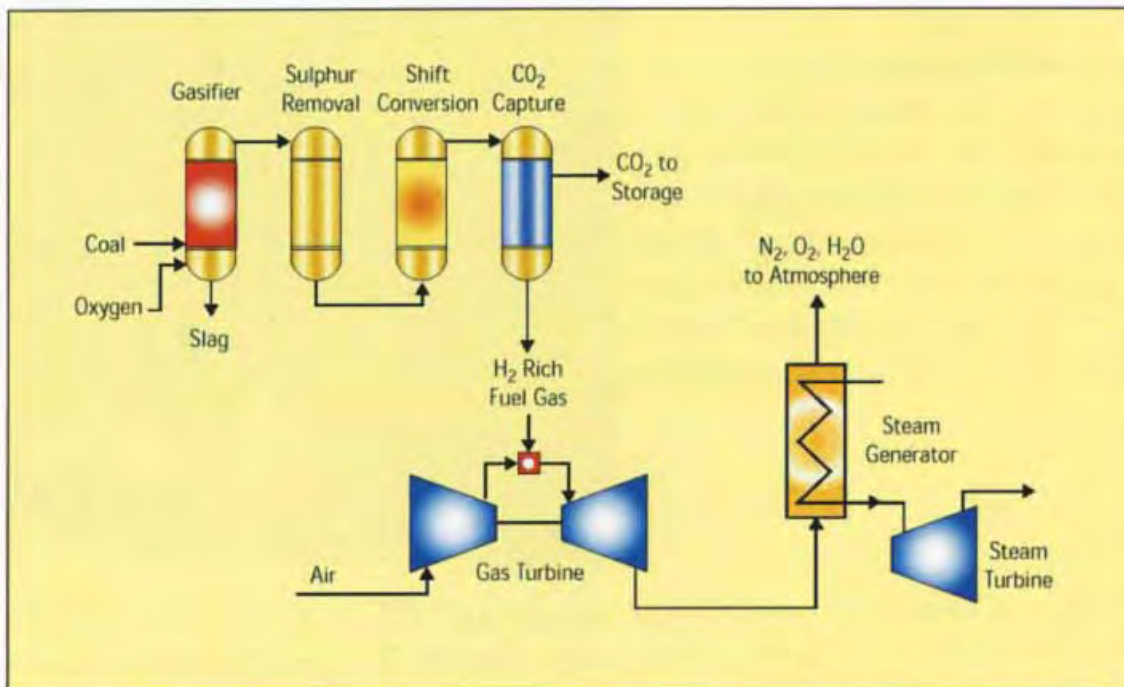 Gasifier
Sulphur
Removal
Shift
Conversion
CO₂
Capture
CO₂ to
Storage
Coal
Oxygen
Slag
N₂, O₂, H₂O
to Atmosphere
H₂ Rich
Fuel Gas
Steam
Generator
Air
Gas Turbine
Steam
Turbine